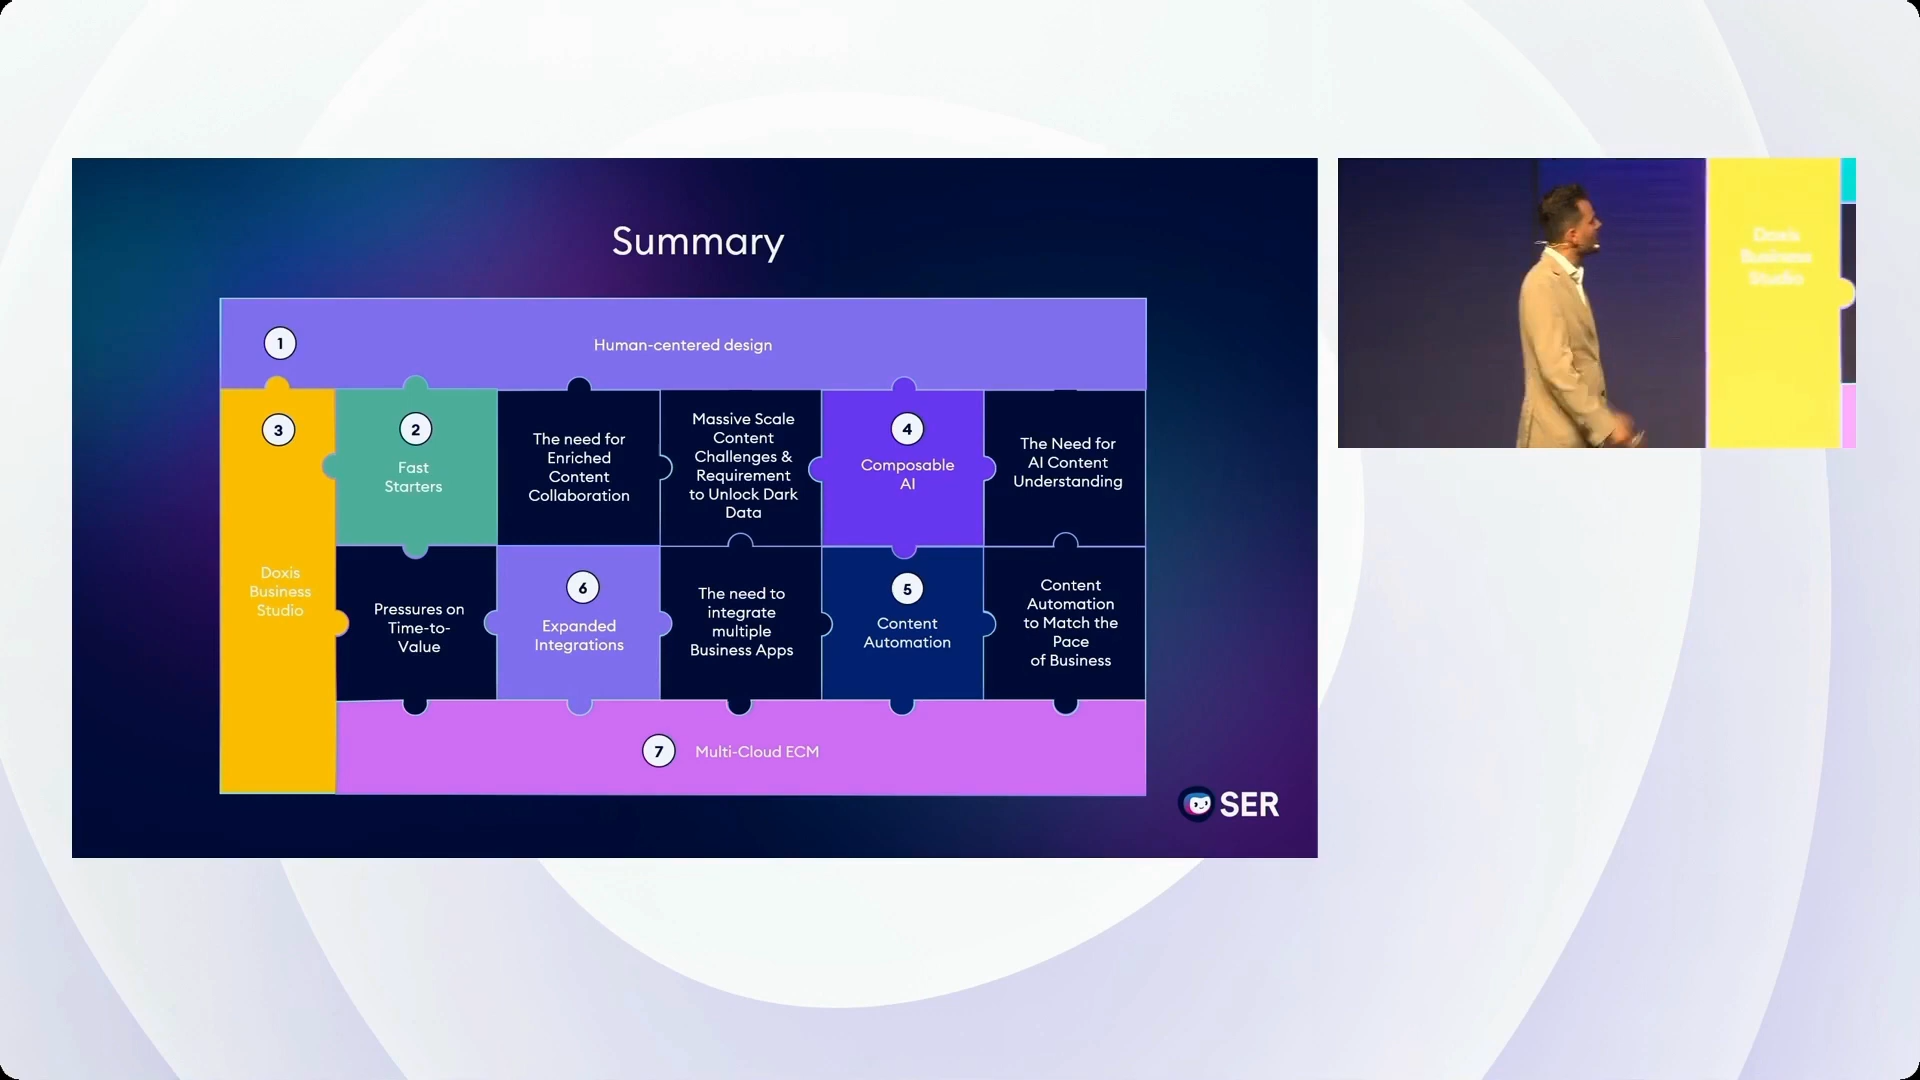 Summary
1
Human-centered design
3
Doxis
Business
Studio
2
Fast
Starters
The need for
Enriched
Content
Collaboration
Massive Scale
Content
Challenges &
Requirement
to Unlock Dark
Data
4
Composable
AI
The Need for
AI Content
Understanding
Pressures on
Time-to-
Value
6
Expanded
Integrations
The need to
integrate
multiple
Business Apps
5
Content
Automation
Content
Automation
to Match the
Pace
of Business
7 Multi-Cloud ECM
SER
Doxis
Business
Studio